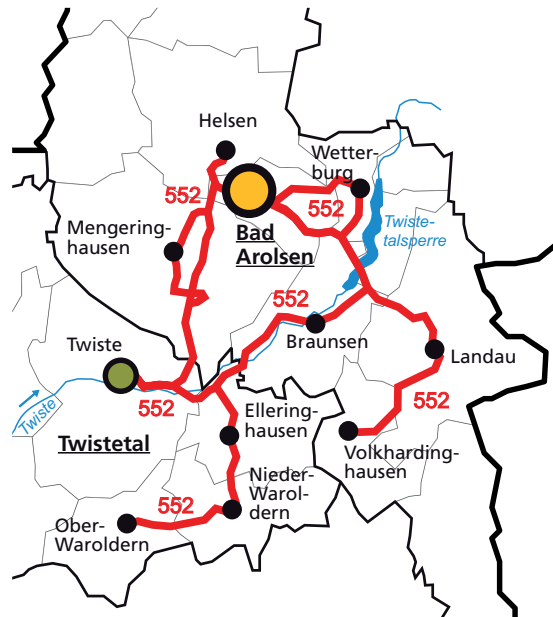 Helsen
Wetter-
burg
552
552
Mengering-
hausen
Bad
Arolsen
Twiste-
talsperre
552
Braunsen
Twiste
Landau
552
552
Twiste
Ellering-
hausen
Twistetal
Volkharding-
hausen
Nieder-
Warol-
dern
552
Ober-
Waroldern